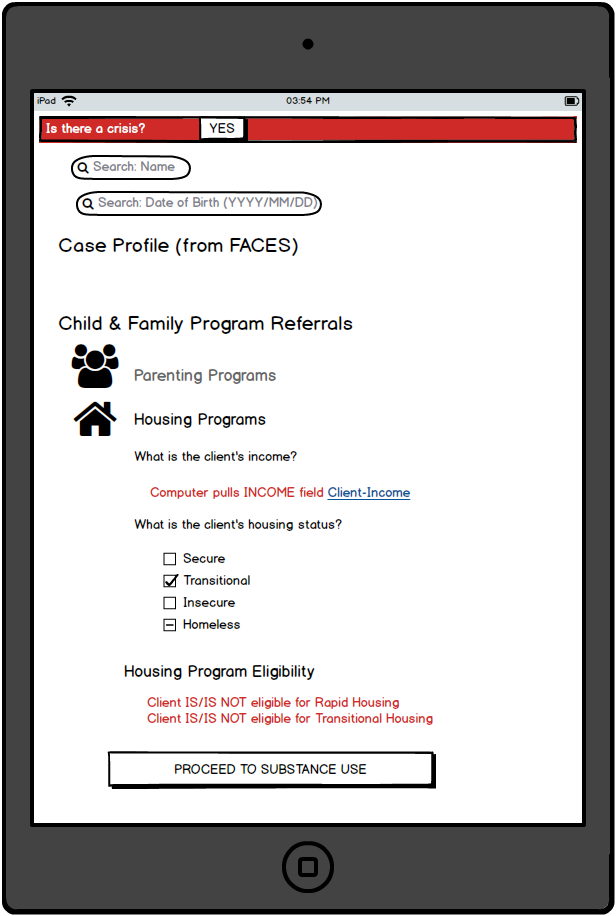 iPad 03:54 PM
Is there a crisis? YES
Search: Name
Search: Date of Birth (YYYY/MM/DD)
Case Profile (from FACES)
Child & Family Program Referrals
Parenting Programs
Housing Programs
What is the client's income?
Computer pulls INCOME field Client-Income
What is the client's housing status?
Secure
Transitional
Insecure
Homeless
Housing Program Eligibility
Client IS/IS NOT eligible for Rapid Housing
Client IS/IS NOT eligible for Transitional Housing
PROCEED TO SUBSTANCE USE